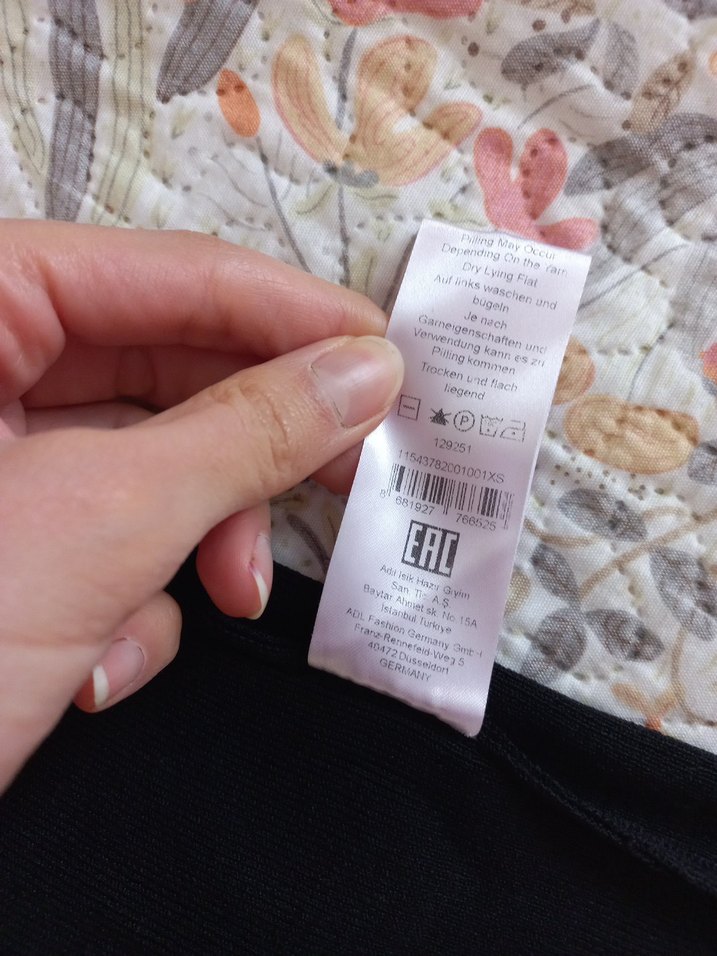 Pilling May Occur
Depending On the Yarn
Dry Lying Flat
Auf links waschen und
bügeln
Je nach
Garneigenschaften und
Verwendung kann es zu
Pilling kommen
Trocken und flach
liegend
P
129251
11543782001001XS
8 681927 766525
EAC
Adil Işık Hazır Giyim
San. Tic. A.Ş.
Baytar Ahmet sk. No 15A
İstanbul Türkiye
ADL Fashion Germany GmbH
Franz-Rennefeld-Weg 5
40472 Düsseldorf
GERMANY